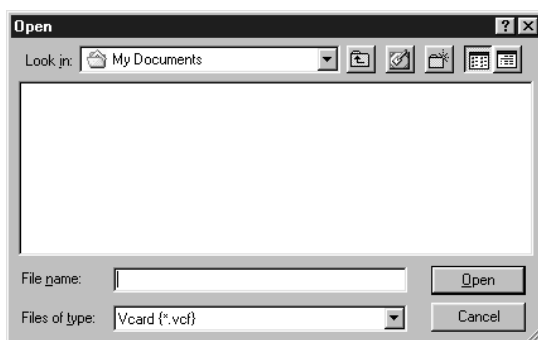 Open
Look in: My Documents
File name: Open
Files of type: Vcard {*.vcf} Cancel